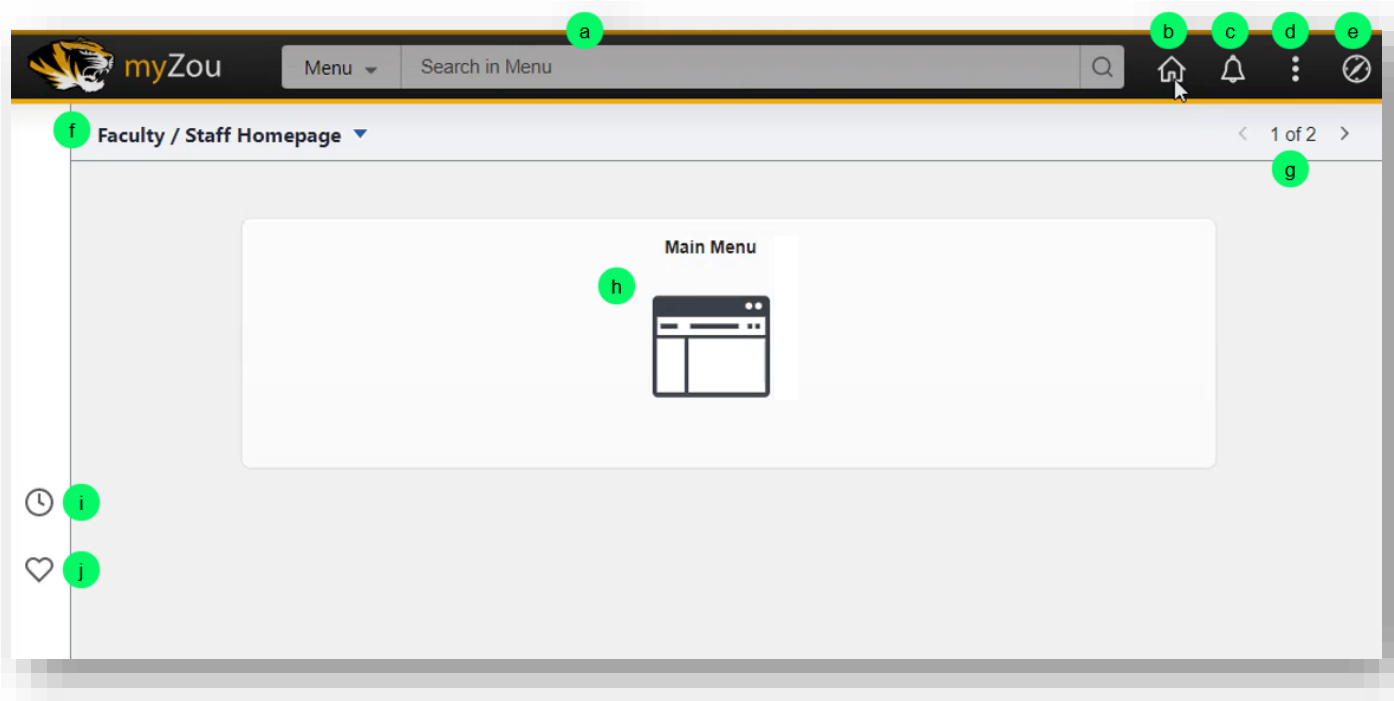 a b c d e
myZou Menu Search in Menu
f Faculty / Staff Homepage 1 of 2
g
Main Menu
h
i
j